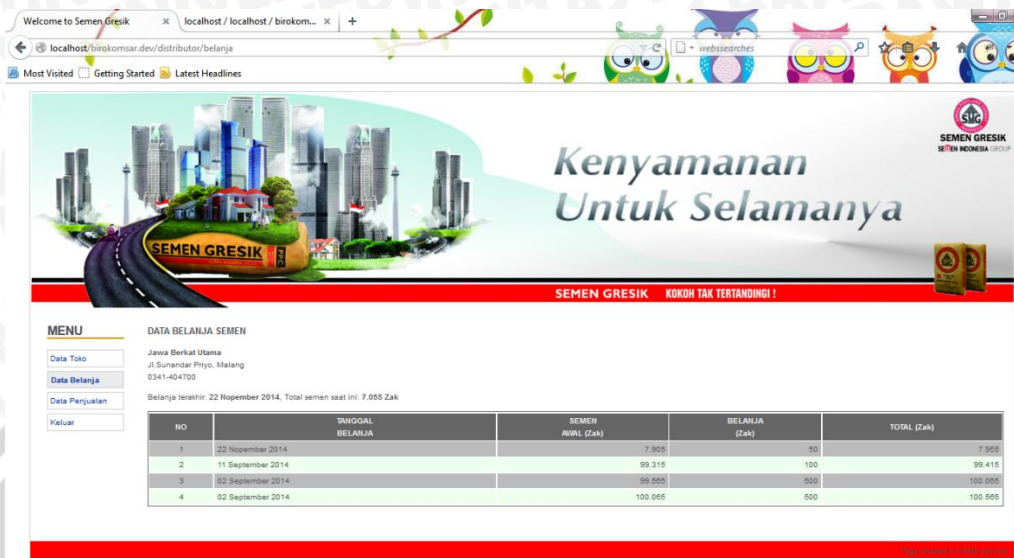 Welcome to Semen Gresik
localhost / localhost / birokom...
localhost/birokomsar.dev/distributor/belanja
webssearches
Most Visited
Getting Started
Latest Headlines
Kenyamanan
Untuk Selamanya
SMG
SEMEN GRESIK
SEMEN INDONESIA GROUP
SEMEN GRESIK
PPC
SEMEN GRESIK KOKOH TAK TERTANDINGI !
MENU
Data Toko
Data Belanja
Data Penjualan
Keluar
DATA BELANJA SEMEN
Jawa Berkat Utama
Jl.Sunandar Priyo, Malang
0341-404700
Belanja terakhir: 22 Nopember 2014, Total semen saat ini: 7.055 Zak
NO TANGGAL BELANJA SEMEN AWAL (Zak) BELANJA (Zak) TOTAL (Zak)
1 22 Nopember 2014 7.905 50 7.955
2 11 September 2014 99.315 100 99.415
3 02 September 2014 99.565 500 100.065
4 02 September 2014 100.065 500 100.565